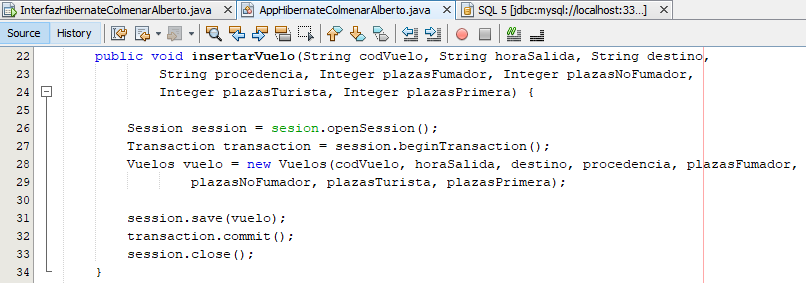 InterfazHibernateColmenarAlberto.java AppHibernateColmenarAlberto.java SQL 5 [jdbc:mysql://localhost:33...]
Source History
22 public void insertarVuelo(String codVuelo, String horaSalida, String destino,
23 String procedencia, Integer plazasFumador, Integer plazasNoFumador,
24 Integer plazasTurista, Integer plazasPrimera) {
25
26 Session session = sesion.openSession();
27 Transaction transaction = session.beginTransaction();
28 Vuelos vuelo = new Vuelos(codVuelo, horaSalida, destino, procedencia, plazasFumador,
29 plazasNoFumador, plazasTurista, plazasPrimera);
30
31 session.save(vuelo);
32 transaction.commit();
33 session.close();
34 }